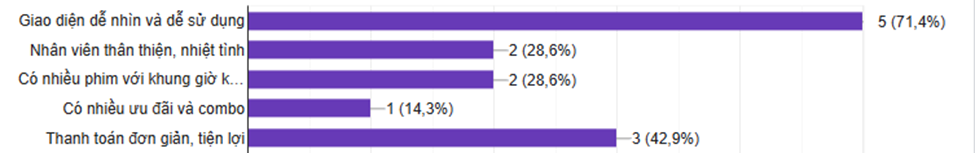 Giao diện dễ nhìn và dễ sử dụng 5 (71,4%)
Nhân viên thân thiện, nhiệt tình 2 (28,6%)
Có nhiều phim với khung giờ k... 2 (28,6%)
Có nhiều ưu đãi và combo 1 (14,3%)
Thanh toán đơn giản, tiện lợi 3 (42,9%)